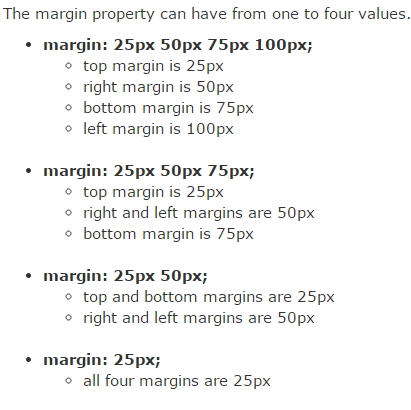 The margin property can have from one to four values.
margin: 25px 50px 75px 100px;
top margin is 25px
right margin is 50px
bottom margin is 75px
left margin is 100px
margin: 25px 50px 75px;
top margin is 25px
right and left margins are 50px
bottom margin is 75px
margin: 25px 50px;
top and bottom margins are 25px
right and left margins are 50px
margin: 25px;
all four margins are 25px